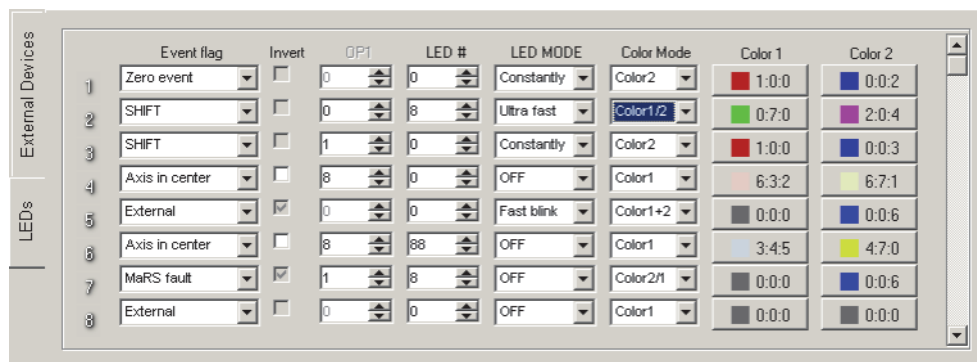 External Devices
LEDs
Event flag Invert OP1 LED # LED MODE Color Mode Color 1 Color 2
1 Zero event 0 0 Constantly Color2 1:0:0 0:0:2
2 SHIFT 0 8 Ultra fast Color1/2 0:7:0 2:0:4
3 SHIFT 1 0 Constantly Color2 1:0:0 0:0:3
4 Axis in center 8 0 OFF Color1 6:3:2 6:7:1
5 External 0 0 Fast blink Color1+2 0:0:0 0:0:6
6 Axis in center 8 88 OFF Color1 3:4:5 4:7:0
7 MaRS fault 1 8 OFF Color2/1 0:0:0 0:0:6
8 External 0 0 OFF Color1 0:0:0 0:0:0